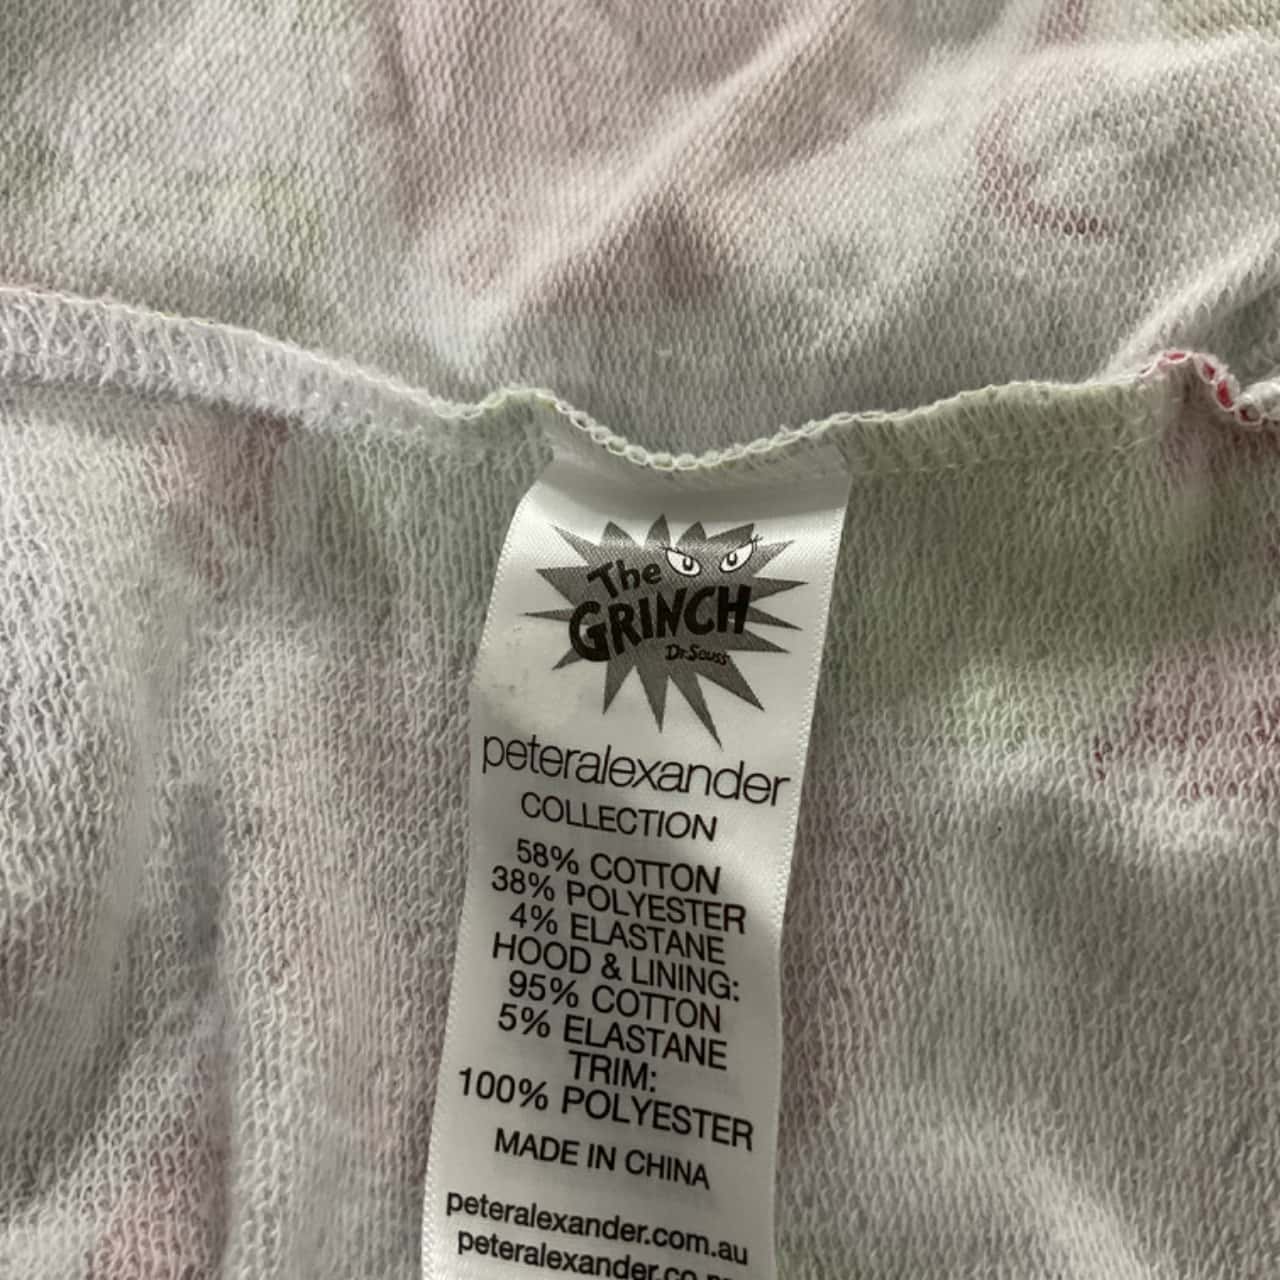 The
GRINCH
Dr. Seuss
peteralexander
COLLECTION
58% COTTON
38% POLYESTER
4% ELASTANE
HOOD & LINING:
95% COTTON
5% ELASTANE
TRIM:
100% POLYESTER
MADE IN CHINA
peteralexander.com.au